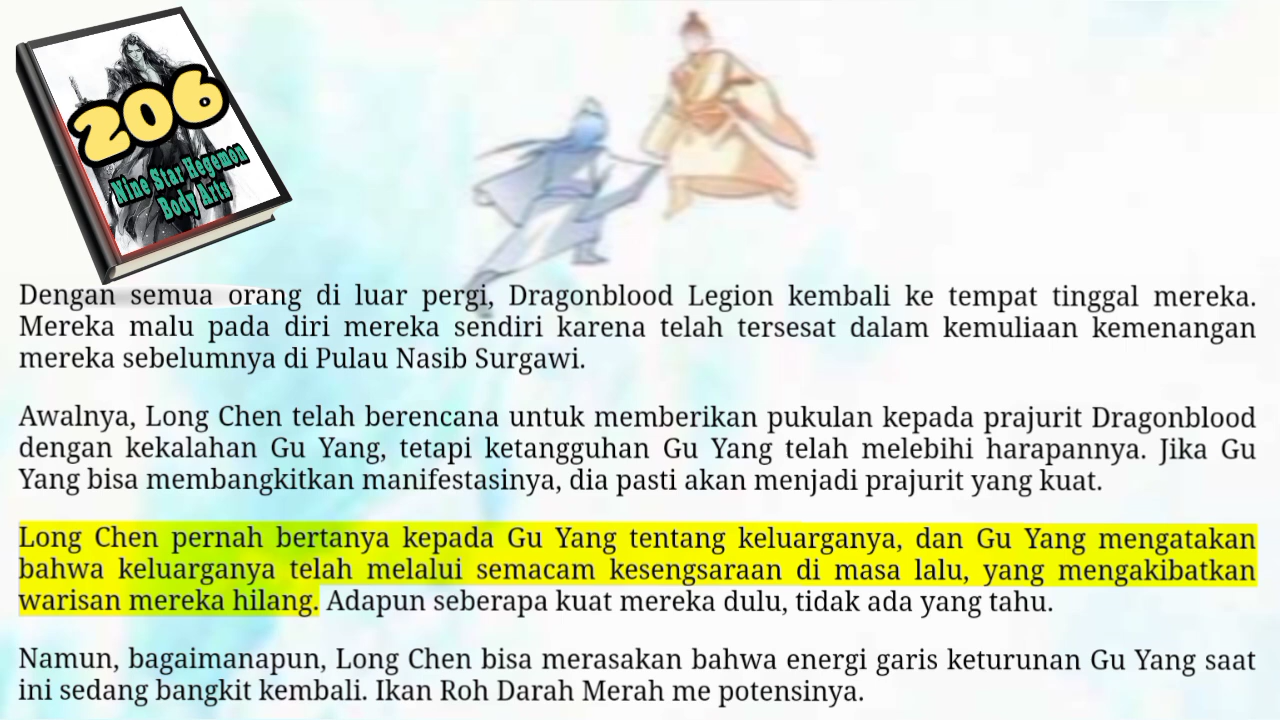 206
Nine Star Hegemon
Body Arts
Dengan semua orang di luar pergi, Dragonblood Legion kembali ke tempat tinggal mereka.
Mereka malu pada diri mereka sendiri karena telah tersesat dalam kemuliaan kemenangan
mereka sebelumnya di Pulau Nasib Surgawi.
Awalnya, Long Chen telah berencana untuk memberikan pukulan kepada prajurit Dragonblood
dengan kekalahan Gu Yang, tetapi ketangguhan Gu Yang telah melebihi harapannya. Jika Gu
Yang bisa membangkitkan manifestasinya, dia pasti akan menjadi prajurit yang kuat.
Long Chen pernah bertanya kepada Gu Yang tentang keluarganya, dan Gu Yang mengatakan
bahwa keluarganya telah melalui semacam kesengsaraan di masa lalu, yang mengakibatkan
warisan mereka hilang. Adapun seberapa kuat mereka dulu, tidak ada yang tahu.
Namun, bagaimanapun, Long Chen bisa merasakan bahwa energi garis keturunan Gu Yang saat
ini sedang bangkit kembali. Ikan Roh Darah Merah me potensinya.